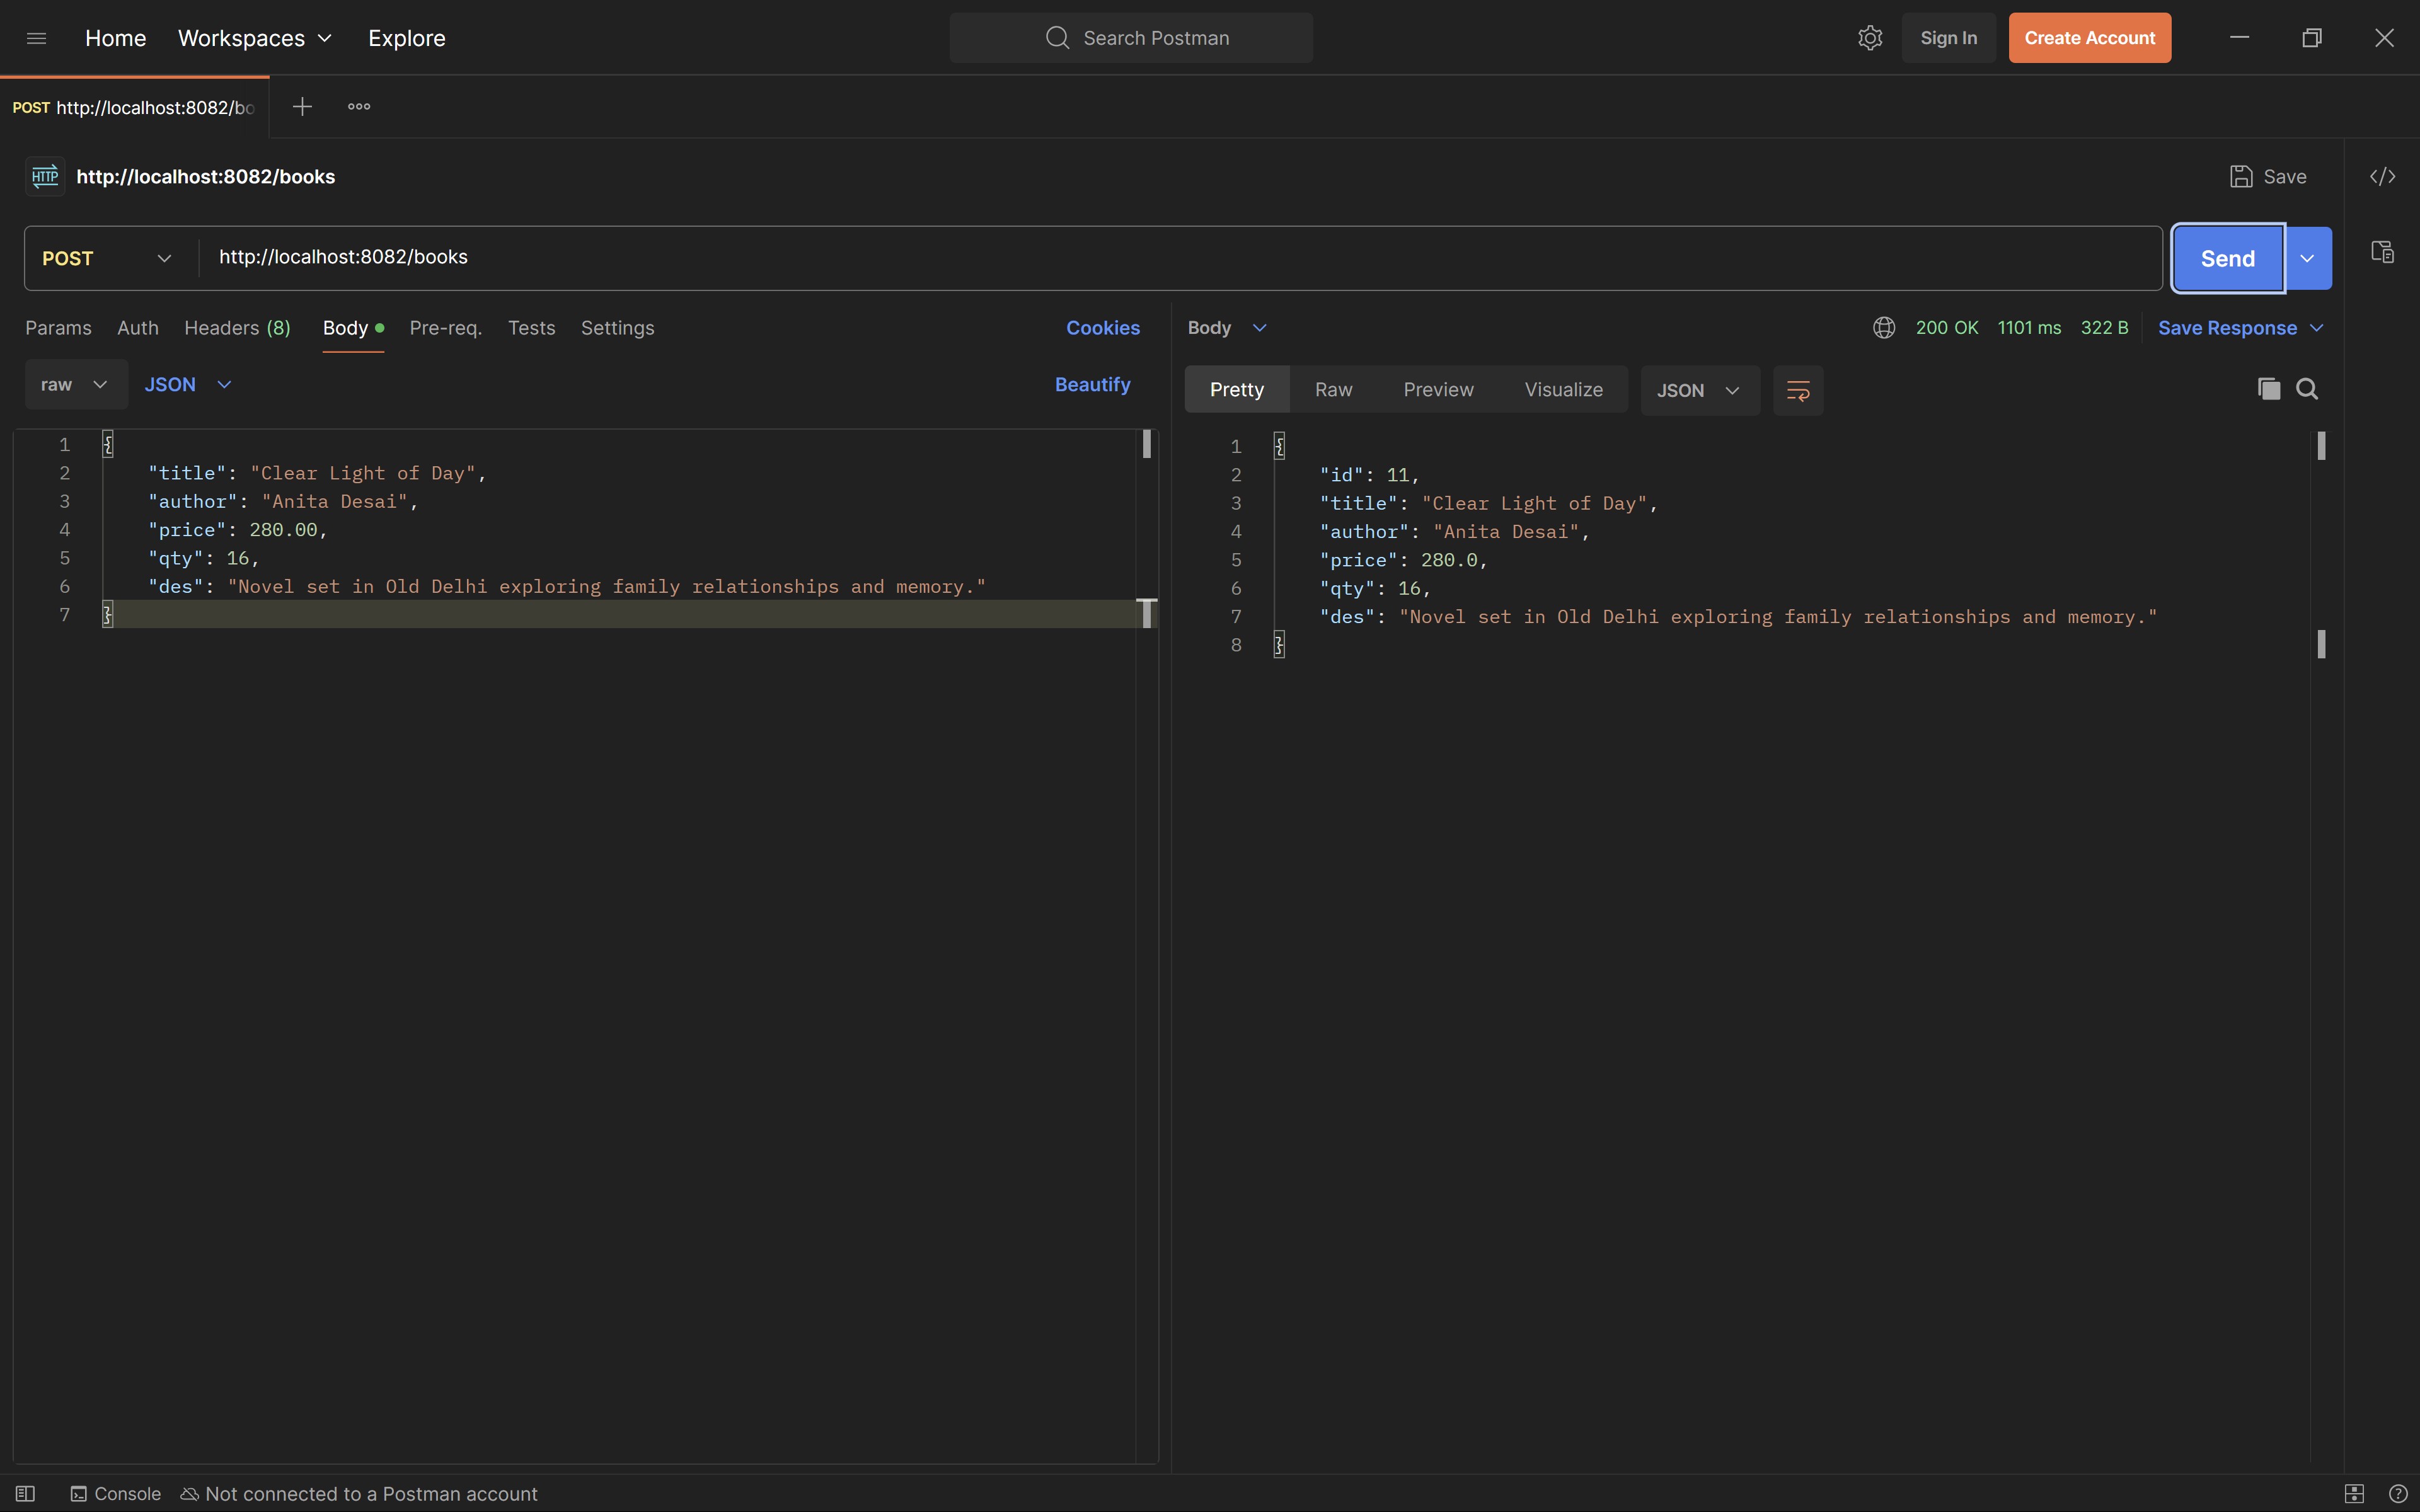 Home Workspaces Explore Search Postman Sign In Create Account
POST http://localhost:8082/bo
HTTP http://localhost:8082/books Save
POST http://localhost:8082/books Send
Params Auth Headers (8) Body Pre-req. Tests Settings Cookies
raw JSON Beautify
1 {
2 "title": "Clear Light of Day",
3 "author": "Anita Desai",
4 "price": 280.00,
5 "qty": 16,
6 "des": "Novel set in Old Delhi exploring family relationships and memory."
7 }
Body 200 OK 1101 ms 322 B Save Response
Pretty Raw Preview Visualize JSON
1 {
2 "id": 11,
3 "title": "Clear Light of Day",
4 "author": "Anita Desai",
5 "price": 280.0,
6 "qty": 16,
7 "des": "Novel set in Old Delhi exploring family relationships and memory."
8 }
Console Not connected to a Postman account